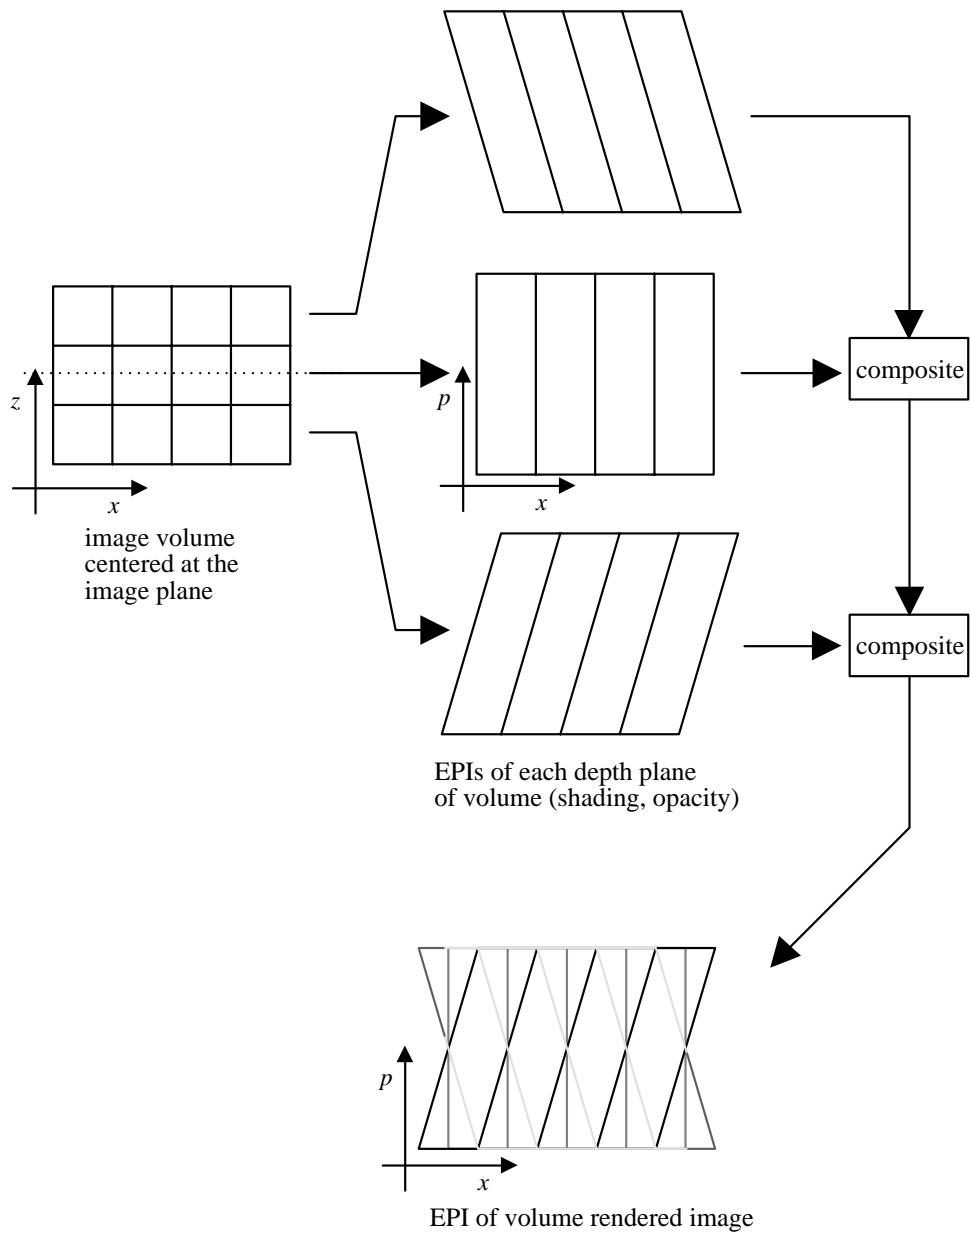 composite
z
p
x
x
image volume
centered at the
image plane
composite
EPIs of each depth plane
of volume (shading, opacity)
p
x
EPI of volume rendered image